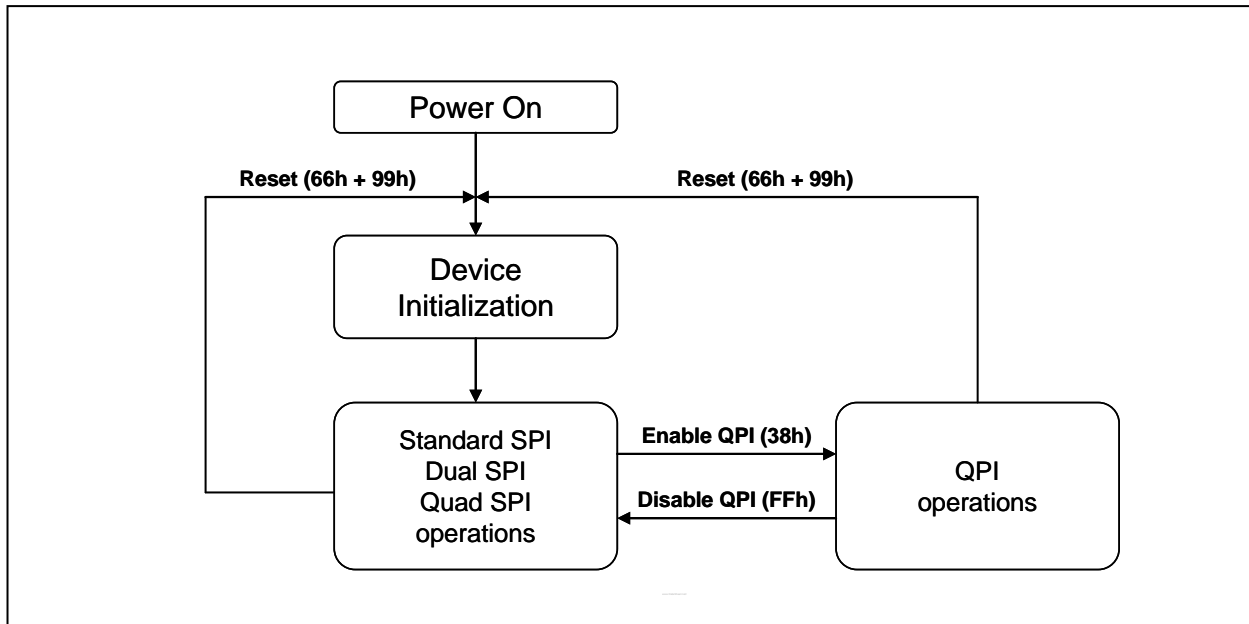 Power On
Reset (66h + 99h)
Reset (66h + 99h)
Device
Initialization
Standard SPI
Dual SPI
Quad SPI
operations
Enable QPI (38h)
Disable QPI (FFh)
QPI
operations